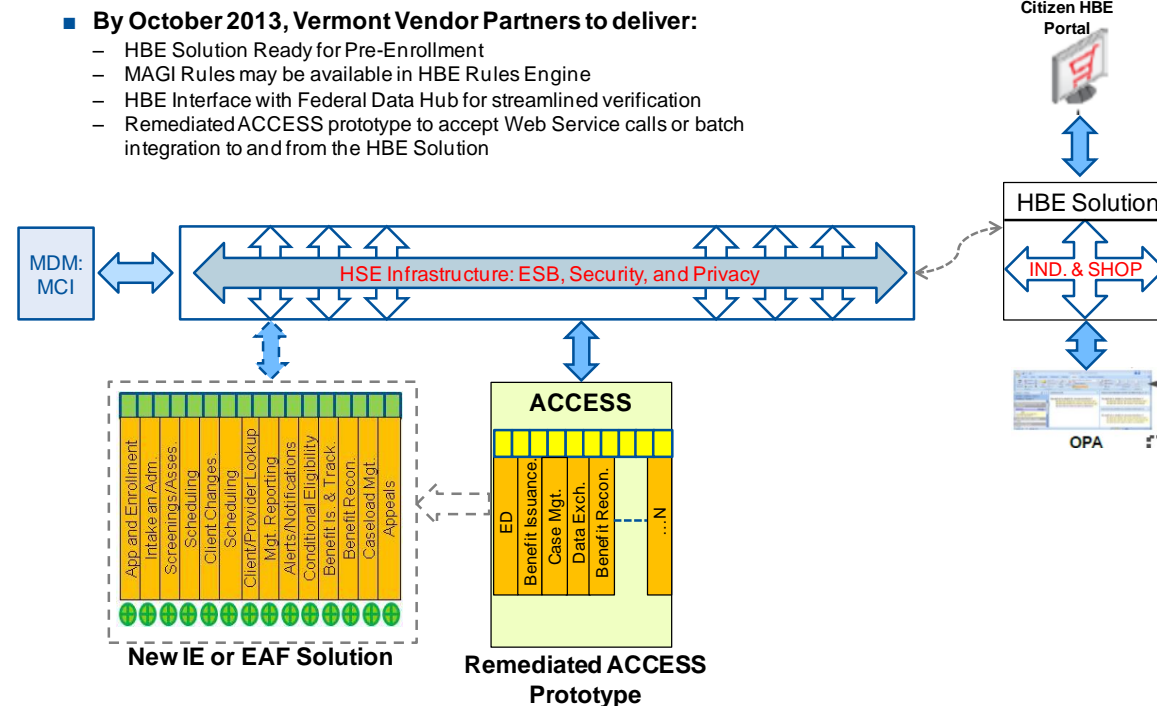 ■ By October 2013, Vermont Vendor Partners to deliver:
– HBE Solution Ready for Pre-Enrollment
– MAGI Rules may be available in HBE Rules Engine
– HBE Interface with Federal Data Hub for streamlined verification
– Remediated ACCESS prototype to accept Web Service calls or batch
integration to and from the HBE Solution
Citizen HBE
Portal
HBE Solution
IND. & SHOP
OPA
MDM:
MCI
HSE Infrastructure: ESB, Security, and Privacy
App and Enrollment
Intake an Adm.
Screenings/Asses.
Scheduling
Client Changes.
Scheduling
Client/Provider Lookup
Mgt. Reporting
Alerts/Notifications
Conditional Eligibility
Benefit Is. & Track.
Benefit Recon.
Caseload Mgt.
Appeals
New IE or EAF Solution
ACCESS
ED
Benefit Issuance.
Case Mgt.
Data Exch.
Benefit Recon.
…N
Remediated ACCESS
Prototype